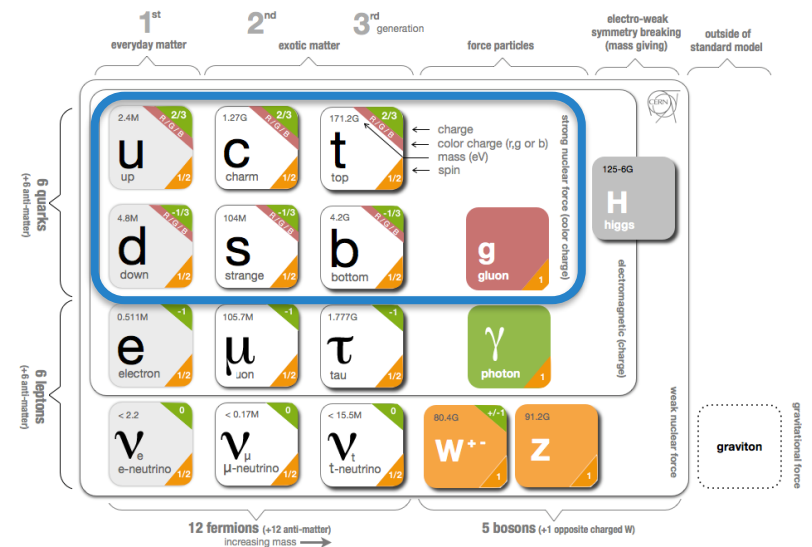 1st
2nd
3rd generation
everyday matter
exotic matter
force particles
electro-weak
symmetry breaking
(mass giving)
outside of
standard model
6 quarks
(+6 anti-matter)
2.4M
2/3
R/G/B
u
up
1/2
1.27G
2/3
R/G/B
c
charm
1/2
171.2G
2/3
R/G/B
t
top
1/2
charge
color charge (r,g or b)
mass (eV)
spin
strong nuclear force (color charge)
CERN
125-6G
H
higgs
4.8M
-1/3
R/G/B
d
down
1/2
104M
-1/3
R/G/B
s
strange
1/2
4.2G
-1/3
R/G/B
b
bottom
1/2
g
gluon
1
electromagnetic (charge)
6 leptons
(+6 anti-matter)
0.511M
-1
e
electron
1/2
105.7M
-1
μ
uon
1/2
1.777G
-1
τ
tau
1/2
γ
photon
1
weak nuclear force
< 2.2
0
νe
e-neutrino
1/2
< 0.17M
0
νμ
μ-neutrino
1/2
< 15.5M
0
νt
t-neutrino
1/2
80.4G
+/-1
W+-
1
91.2G
Z
1
graviton
gravitational force
12 fermions (+12 anti-matter)
increasing mass
5 bosons (+1 opposite charged W)